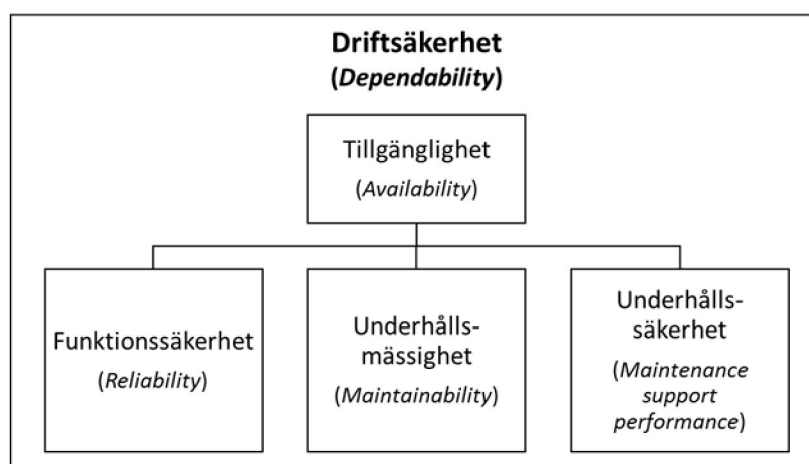 Driftsäkerhet
(Dependability)
Tillgänglighet
(Availability)
Funktionssäkerhet
(Reliability)
Underhålls-
mässighet
(Maintainability)
Underhålls-
säkerhet
(Maintenance
support
performance)